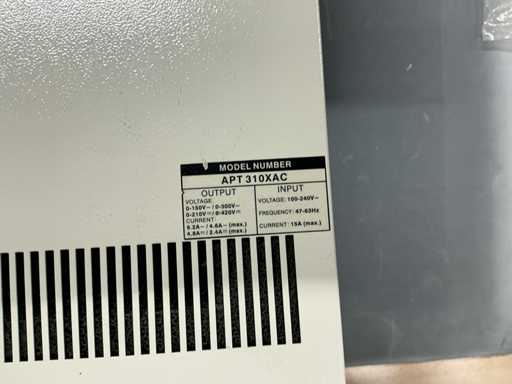 MODEL NUMBER
APT 310XAC
OUTPUT
VOLTAGE
0-150V~ / 0-300V~
0-210V⎓ / 0-420V⎓
CURRENT:
9.2A~ / 4.6A~ (max.)
4.8A⎓ / 2.4A⎓ (max.)
INPUT
VOLTAGE: 100-240V~
FREQUENCY: 47-63Hz
CURRENT: 15A (max.)